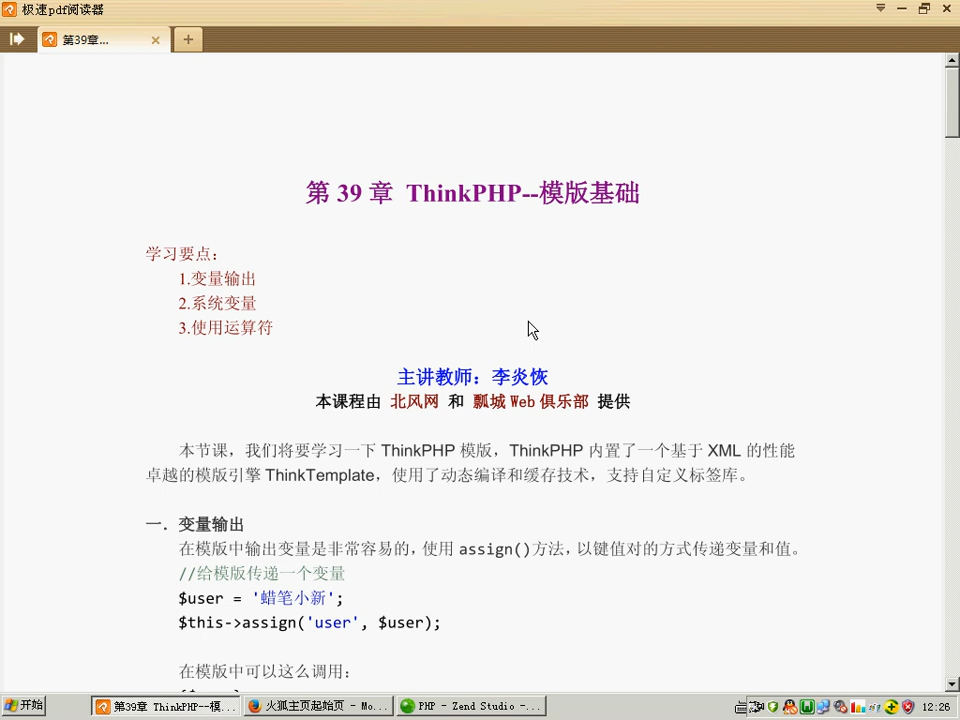 极速pdf阅读器
第39章...
第 39 章 ThinkPHP--模版基础
学习要点：
1.变量输出
2.系统变量
3.使用运算符
主讲教师：李炎恢
本课程由 北风网 和 瓢城 Web 俱乐部 提供
本节课，我们将要学习一下 ThinkPHP 模版，ThinkPHP 内置了一个基于 XML 的性能
卓越的模版引擎 ThinkTemplate，使用了动态编译和缓存技术，支持自定义标签库。
一．变量输出
在模版中输出变量是非常容易的，使用 assign()方法，以键值对的方式传递变量和值。
//给模版传递一个变量
$user = '蜡笔小新';
$this->assign('user', $user);
在模版中可以这么调用：
开始
第39章 ThinkPHP--模...
火狐主页起始页 - Mo...
PHP - Zend Studio -...
12:26